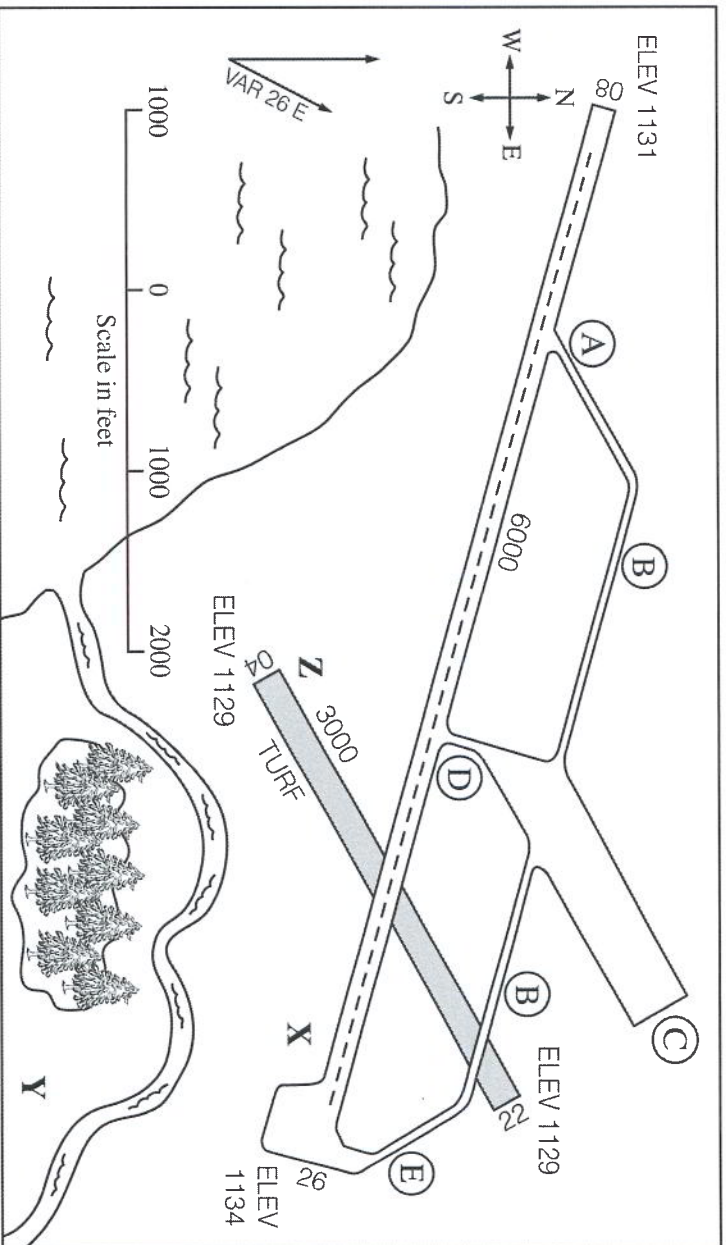 ELEV 1131
08
A
B
C
N
W
E
S
6000
VAR 26 E
D
B
ELEV 1129
22
1000
0
1000
2000
Scale in feet
Z
3000
TURF
04
ELEV 1129
X
E
26
ELEV
1134
Y